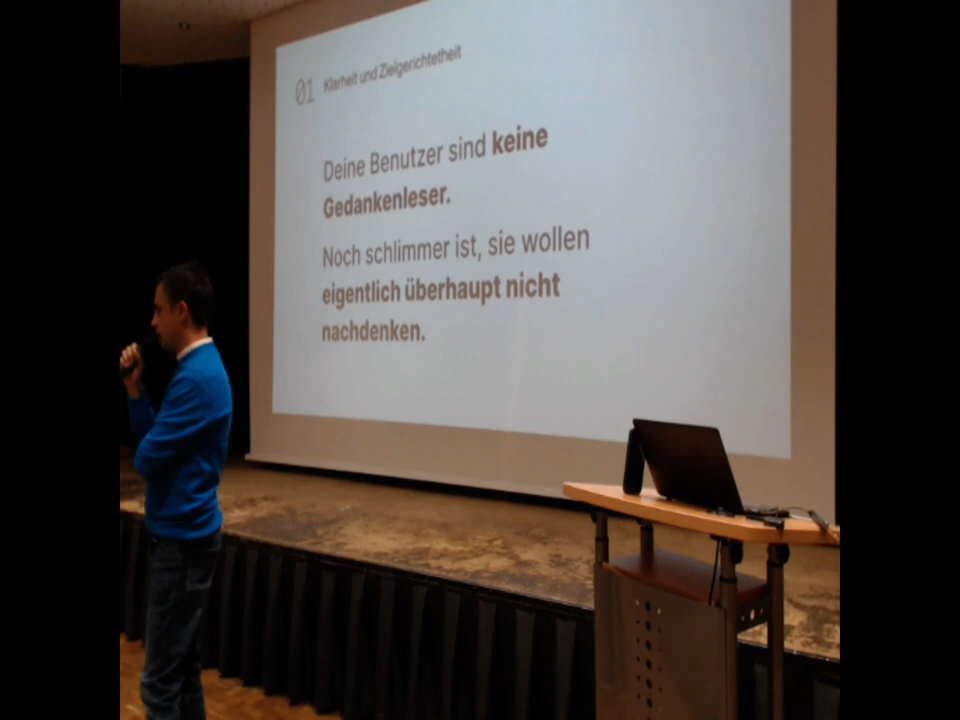 01 Klarheit und Zielgerichtetheit
Deine Benutzer sind keine
Gedankenleser.
Noch schlimmer ist, sie wollen
eigentlich überhaupt nicht
nachdenken.